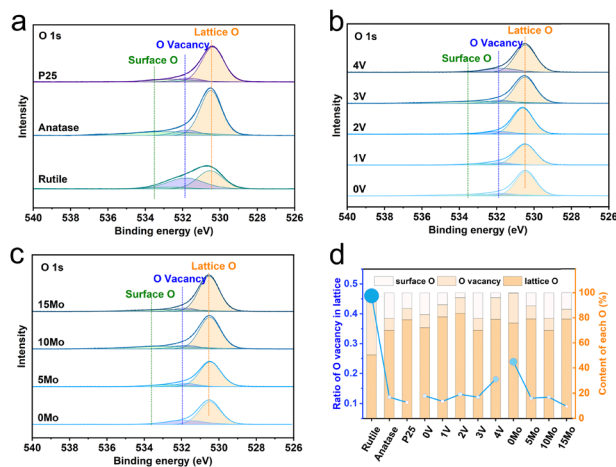 a
O 1s
Lattice O
O Vacancy
Surface O
P25
Anatase
Rutile
Intensity
540 538 536 534 532 530 528 526
Binding energy (eV)
b
O 1s
Lattice O
O Vacancy
Surface O
4V
3V
2V
1V
0V
Intensity
540 538 536 534 532 530 528 526
Binding energy (eV)
c
O 1s
Lattice O
O Vacancy
Surface O
15Mo
10Mo
5Mo
0Mo
Intensity
540 538 536 534 532 530 528 526
Binding energy (eV)
d
surface O O vacancy lattice O
Ratio of O vacancy in lattice
0.5
0.4
0.3
0.2
0.1
Content of each O (%)
100
80
60
40
20
0
Rutile Anatase P25 0V 1V 2V 3V 4V 0Mo 5Mo 10Mo 15Mo